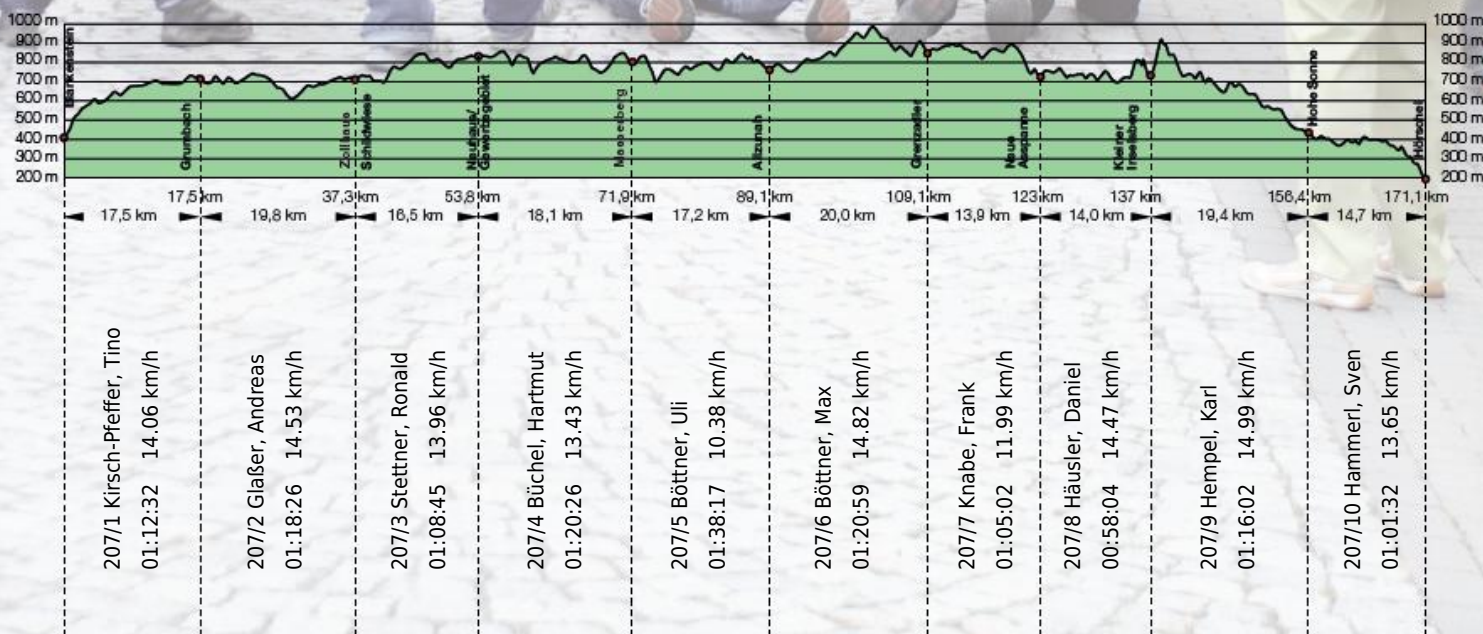 1000 m
900 m
800 m
700 m
600 m
500 m
400 m
300 m
200 m
1000 m
900 m
800 m
700 m
600 m
500 m
400 m
300 m
200 m
Blankenstein
Grumbach
Zollhaus
Schildwiese
Neuhaus/
Gewerbegebiet
Masserberg
Allzunah
Grenzadler
Neue
Ausspanne
Kleiner
Inselsberg
Hohe Sonne
Hörschel
17,5 km
37,3 km
53,8 km
71,9 km
89,1 km
109,1 km
123 km
137 km
156,4 km
171,1 km
17,5 km
19,8 km
16,5 km
18,1 km
17,2 km
20,0 km
13,9 km
14,0 km
19,4 km
14,7 km
207/1 Kirsch-Pfeffer, Tino
01:12:32 14.06 km/h
207/2 Glaßer, Andreas
01:18:26 14.53 km/h
207/3 Stettner, Ronald
01:08:45 13.96 km/h
207/4 Büchel, Hartmut
01:20:26 13.43 km/h
207/5 Böttner, Uli
01:38:17 10.38 km/h
207/6 Böttner, Max
01:20:59 14.82 km/h
207/7 Knabe, Frank
01:05:02 11.99 km/h
207/8 Häusler, Daniel
00:58:04 14.47 km/h
207/9 Hempel, Karl
01:16:02 14.99 km/h
207/10 Hammerl, Sven
01:01:32 13.65 km/h